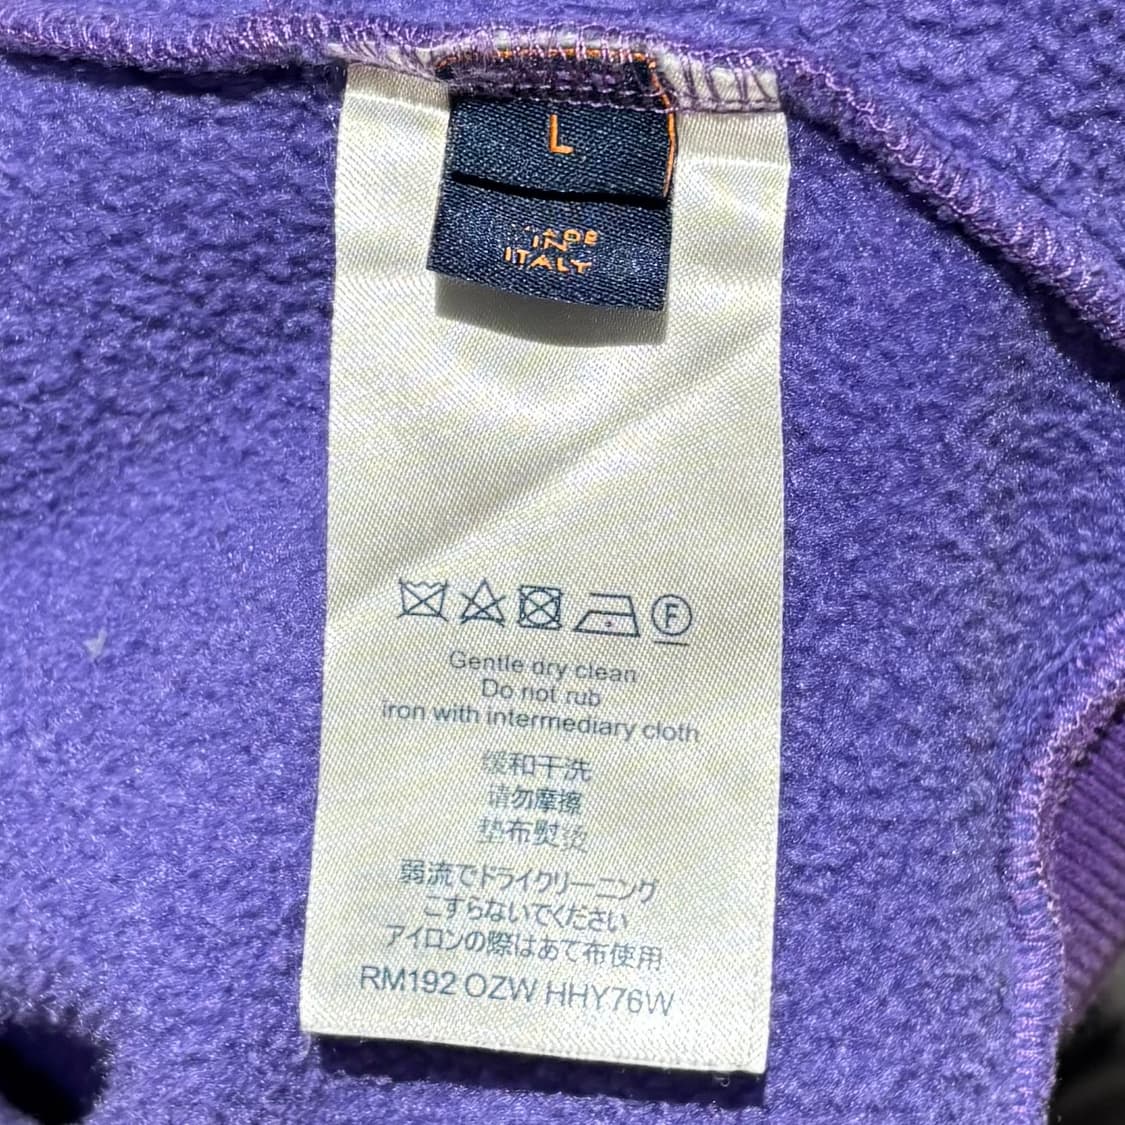 L
MADE
IN
ITALY
F
Gentle dry clean
Do not rub
iron with intermediary cloth
缓和干洗
请勿摩擦
垫布熨烫
弱流でドライクリーニング
こすらないでください
アイロンの際はあて布使用
RM192 OZW HHY76W